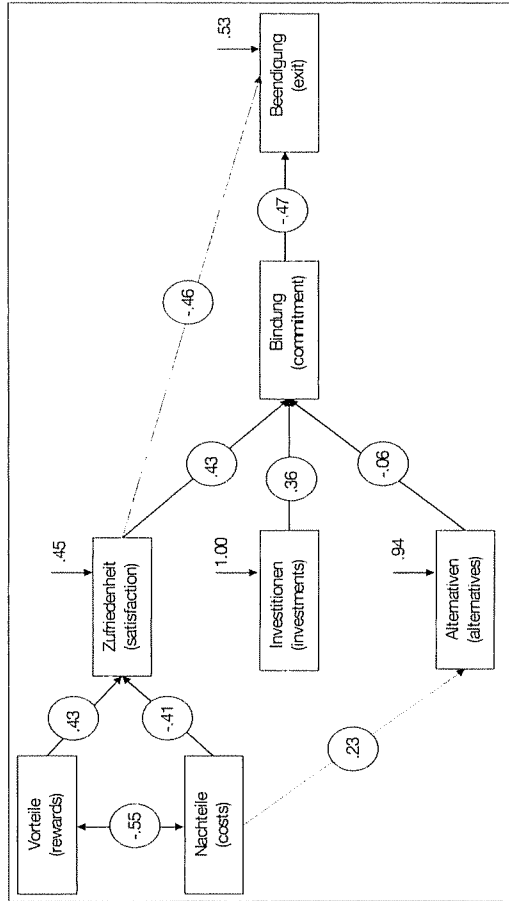 Vorteile
(rewards)
-.55
Nachteile
(costs)
.43
-.41
.23
.45
Zufriedenheit
(satisfaction)
1.00
Investitionen
(investments)
.94
Alternativen
(alternatives)
.43
.36
-.06
-.46
Bindung
(commitment)
-.47
.53
Beendigung
(exit)